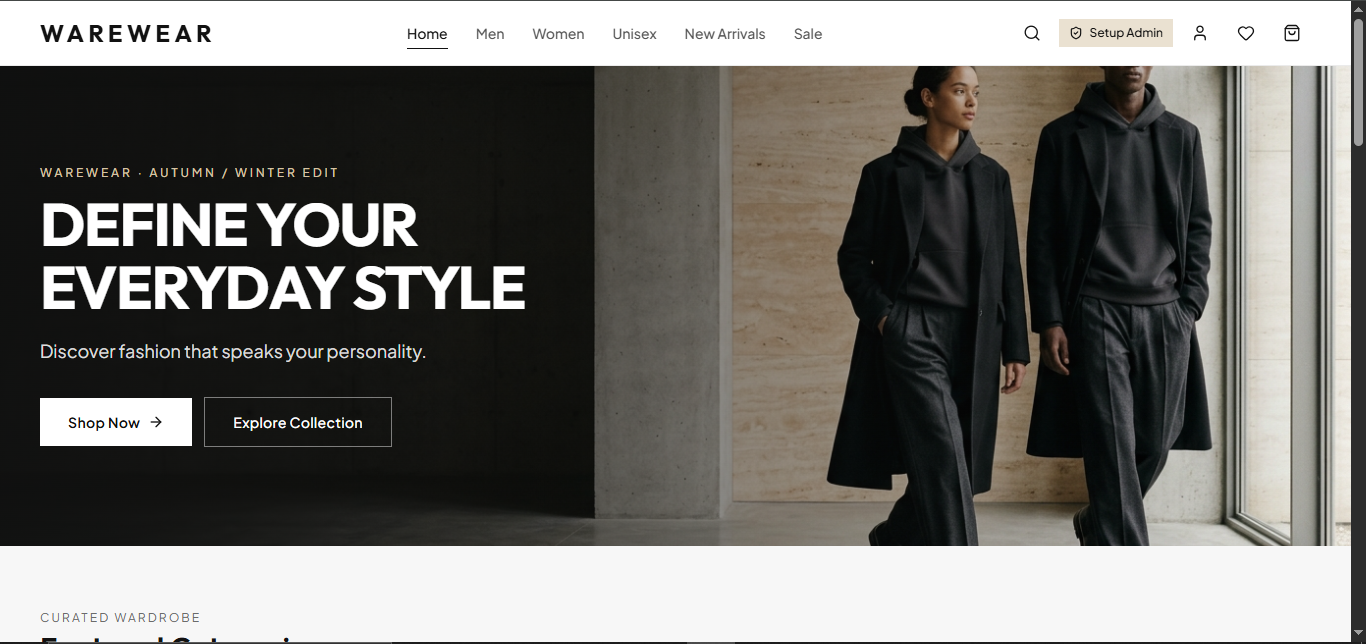 WAREWEAR
Home Men Women Unisex New Arrivals Sale
Setup Admin
WAREWEAR · AUTUMN / WINTER EDIT
DEFINE YOUR
EVERYDAY STYLE
Discover fashion that speaks your personality.
Shop Now
Explore Collection
CURATED WARDROBE